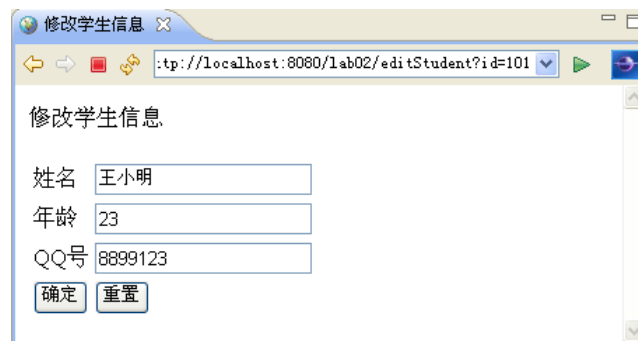 修改学生信息
:tp://localhost:8080/lab02/editStudent?id=101
修改学生信息
姓名 王小明
年龄 23
QQ号 8899123
确定 重置